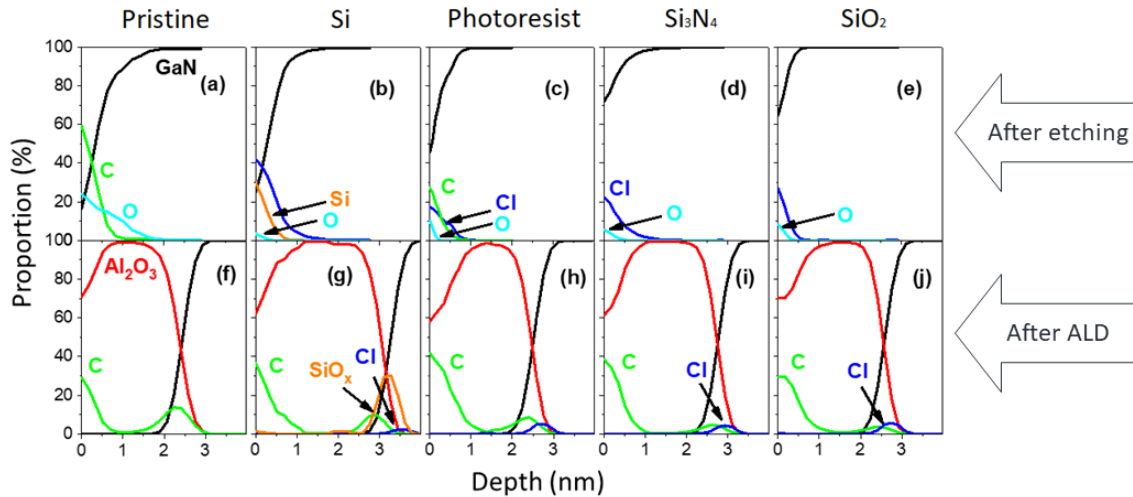 Pristine Si Photoresist Si₃N₄ SiO₂
Proportion (%)
100
80
60
40
20
100
80
60
40
20
0
GaN
(a)
C
O
(b)
Si
O
(c)
C
Cl
O
(d)
Cl
O
(e)
Cl
O
After etching
Al₂O₃
(f)
C
(g)
C
SiOₓ
Cl
(h)
C
Cl
(i)
C
Cl
(j)
C
Cl
After ALD
0 1 2 3 0 1 2 3 0 1 2 3 0 1 2 3 0 1 2 3
Depth (nm)